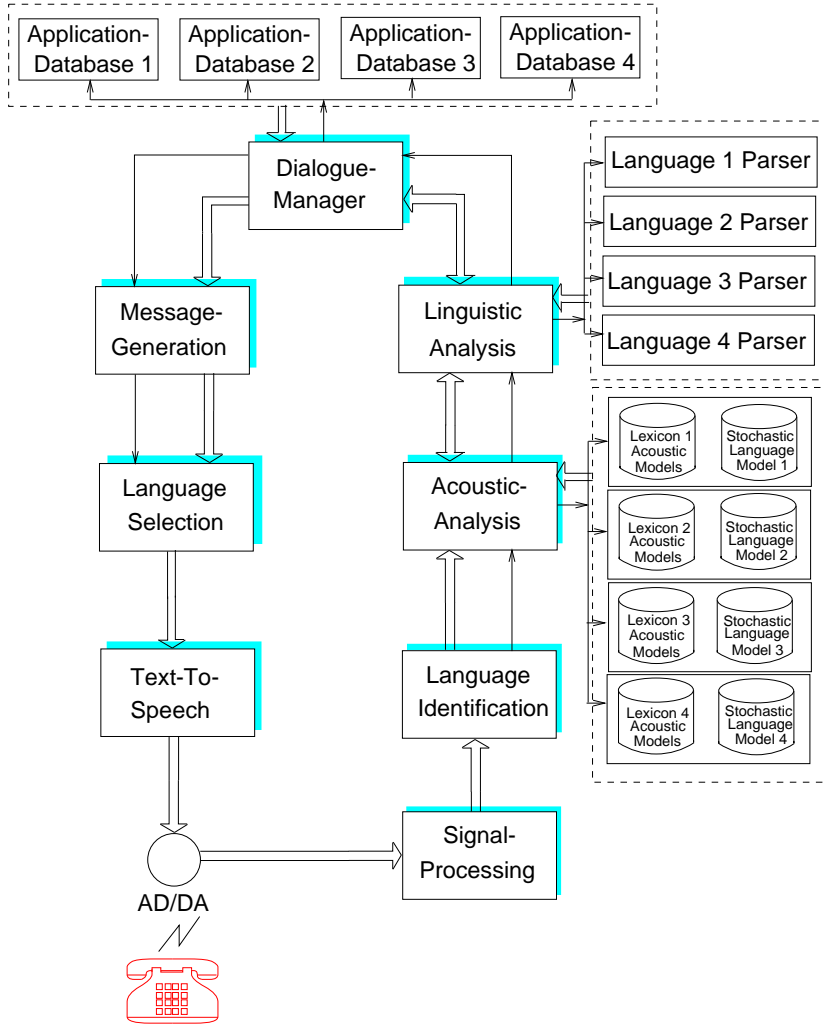 Application-
Database 1
Application-
Database 2
Application-
Database 3
Application-
Database 4
Dialogue-
Manager
Language 1 Parser
Language 2 Parser
Language 3 Parser
Language 4 Parser
Message-
Generation
Linguistic
Analysis
Lexicon 1
Acoustic
Models
Stochastic
Language
Model 1
Language
Selection
Acoustic-
Analysis
Lexicon 2
Acoustic
Models
Stochastic
Language
Model 2
Lexicon 3
Acoustic
Models
Stochastic
Language
Model 3
Text-To-
Speech
Language
Identification
Lexicon 4
Acoustic
Models
Stochastic
Language
Model 4
Signal-
Processing
AD/DA